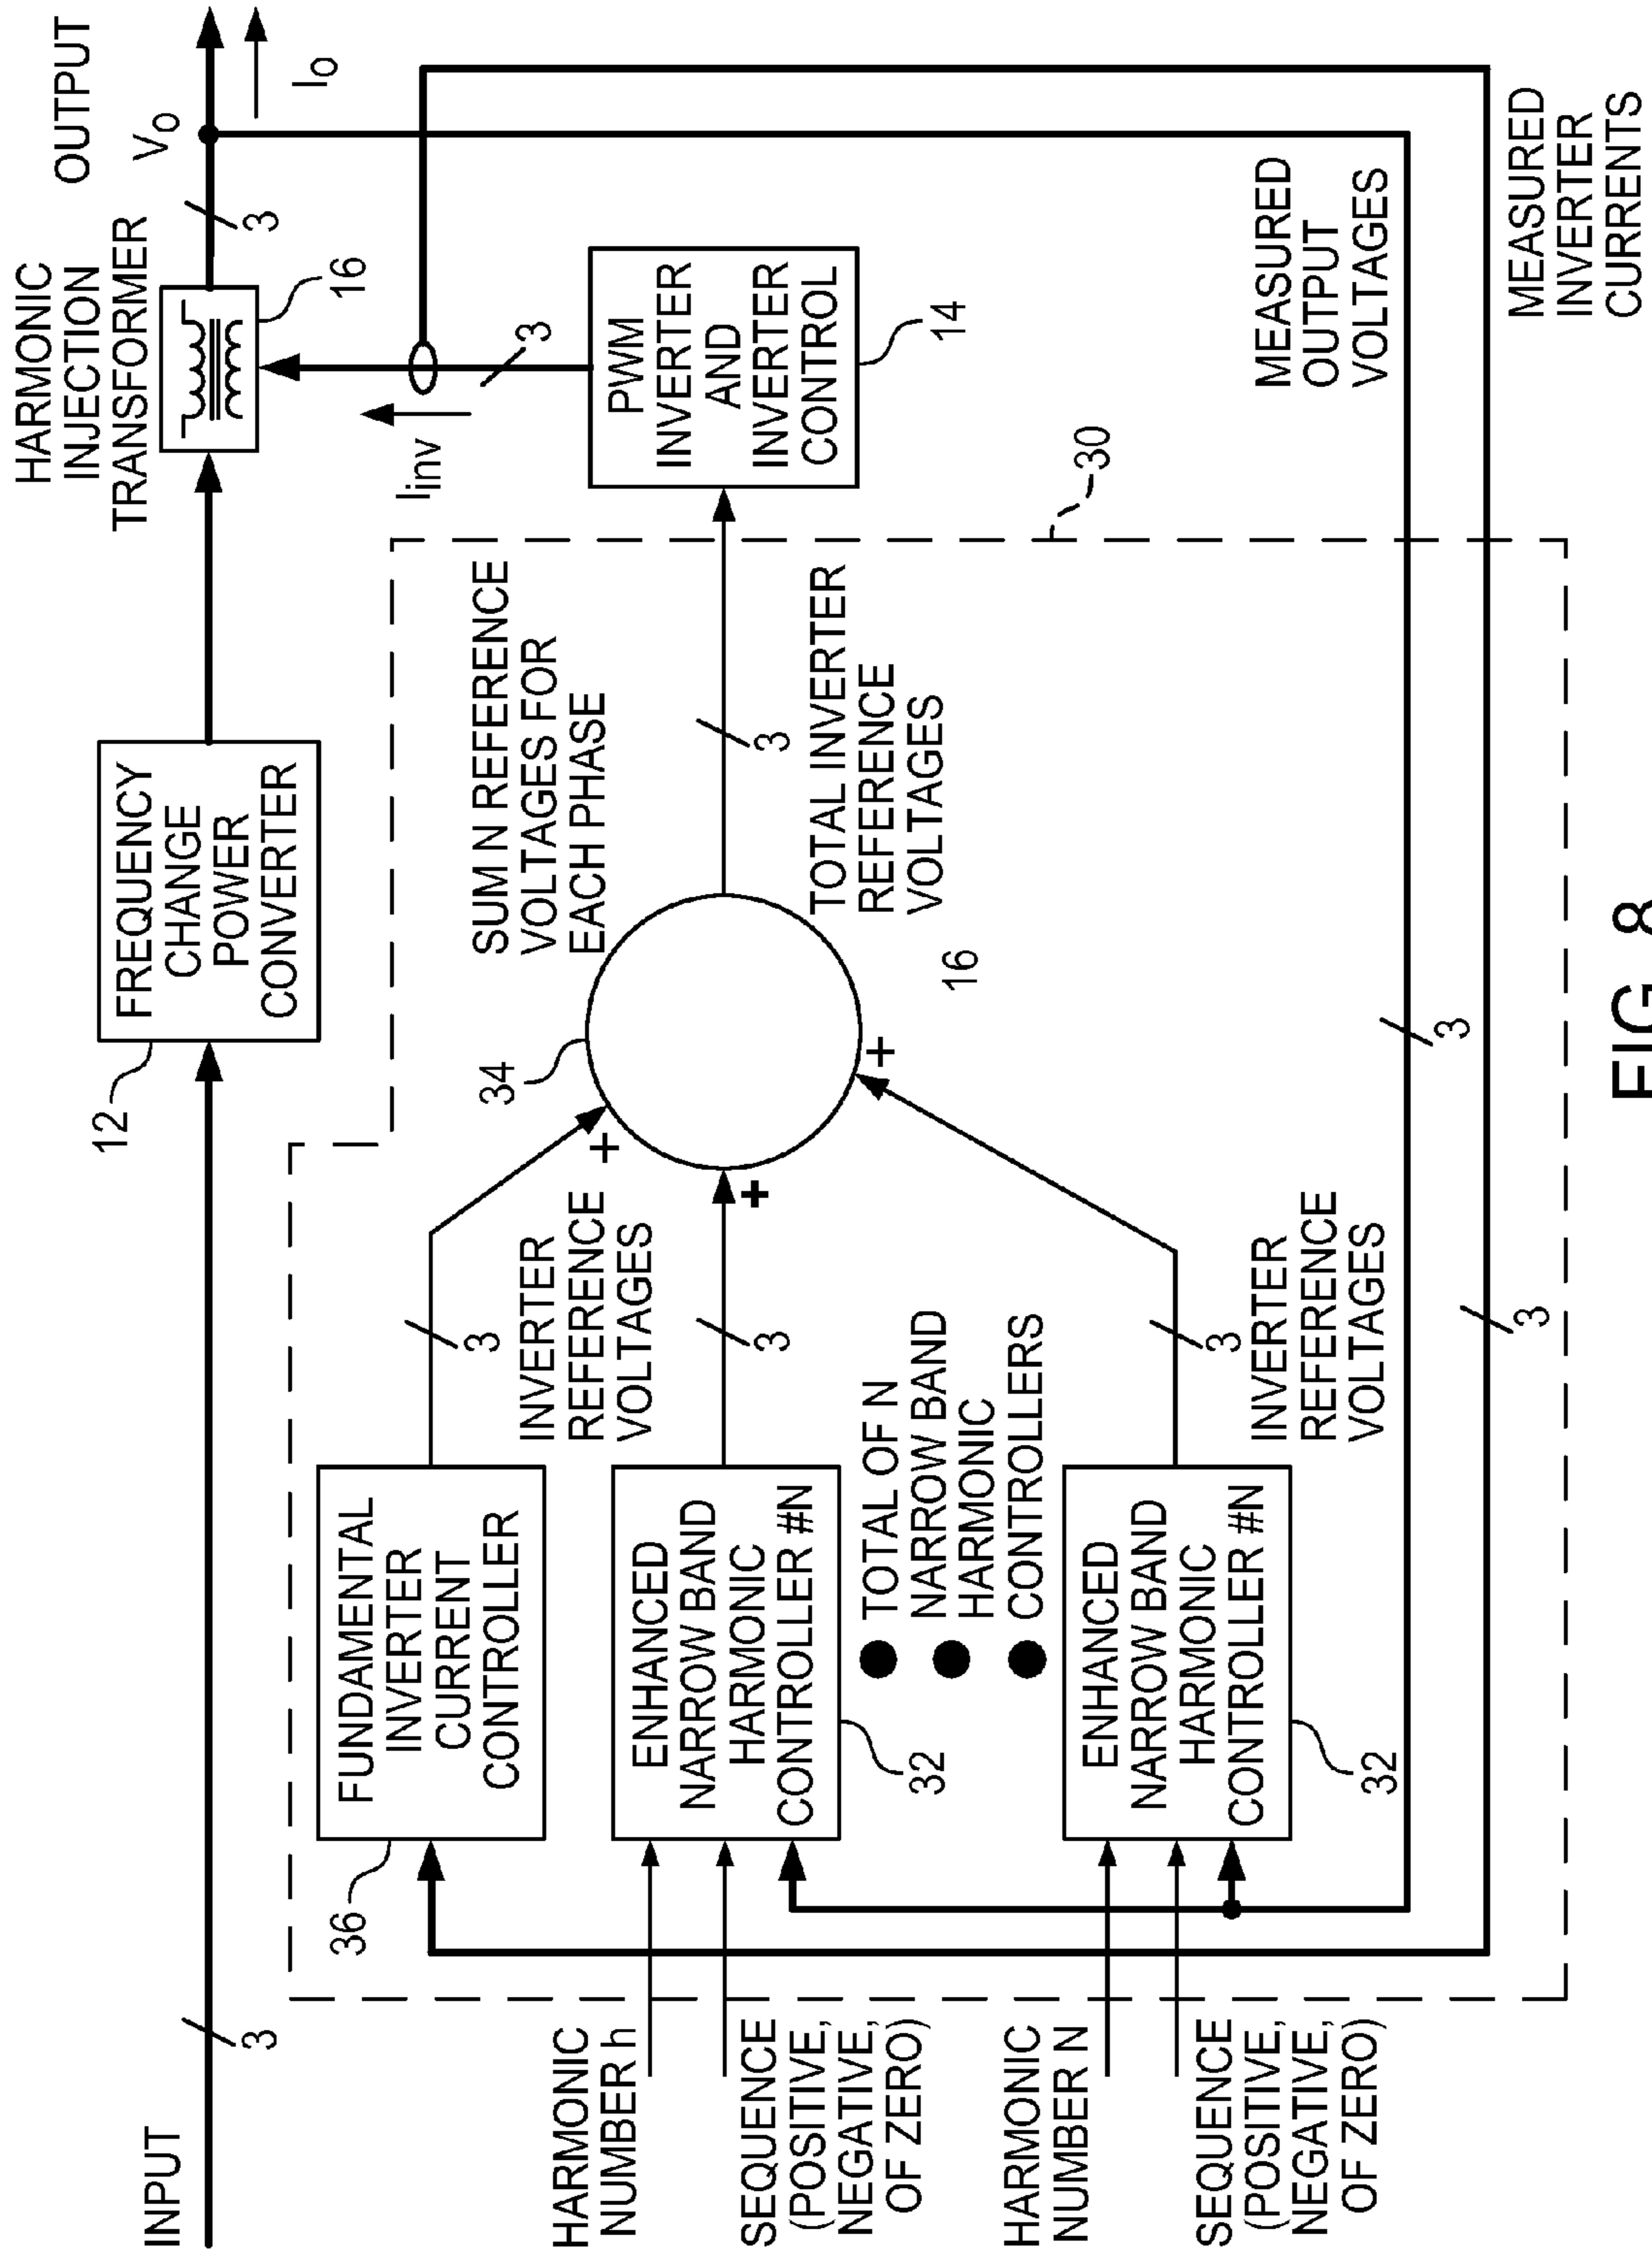 INPUT
3
12
FREQUENCY
CHANGE
POWER
CONVERTER
HARMONIC
INJECTION
TRANSFORMER
16
3
OUTPUT
Vo
Io
Iinv
3
PWM
INVERTER
AND
INVERTER
CONTROL
14
30
36
FUNDAMENTAL
INVERTER
CURRENT
CONTROLLER
3
INVERTER
REFERENCE
VOLTAGES
HARMONIC
NUMBER h
SEQUENCE
(POSITIVE,
NEGATIVE,
OF ZERO)
ENHANCED
NARROW BAND
HARMONIC
CONTROLLER #N
32
3
TOTAL OF N
NARROW BAND
HARMONIC
CONTROLLERS
HARMONIC
NUMBER N
SEQUENCE
(POSITIVE,
NEGATIVE,
OF ZERO)
ENHANCED
NARROW BAND
HARMONIC
CONTROLLER #N
32
3
INVERTER
REFERENCE
VOLTAGES
34
+
+
+
16
SUM N REFERENCE
VOLTAGES FOR
EACH PHASE
3
TOTAL INVERTER
REFERENCE
VOLTAGES
MEASURED
OUTPUT
VOLTAGES
3
MEASURED
INVERTER
CURRENTS
3
FIG. 8